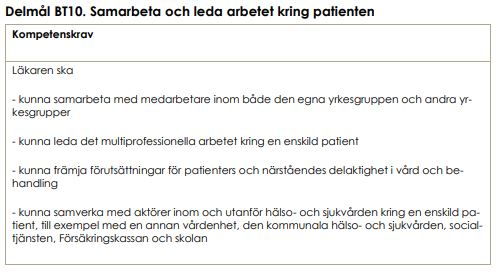 Delmål BT10. Samarbeta och leda arbetet kring patienten
Kompetenskrav
Läkaren ska
- kunna samarbeta med medarbetare inom både den egna yrkesgruppen och andra yr-
kesgrupper
- kunna leda det multiprofessionella arbetet kring en enskild patient
- kunna främja förutsättningar för patienters och närståendes delaktighet i vård och be-
handling
- kunna samverka med aktörer inom och utanför hälso- och sjukvården kring en enskild pa-
tient, till exempel med en annan vårdenhet, den kommunala hälso- och sjukvården, social-
tjänsten, Försäkringskassan och skolan